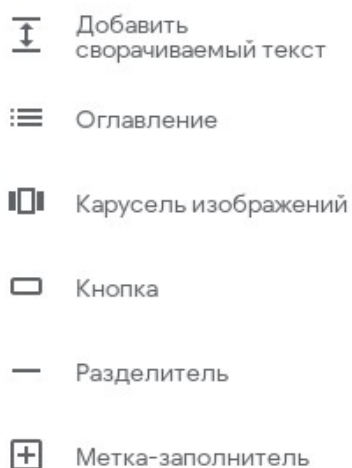 Добавить
сворачиваемый текст
Оглавление
Карусель изображений
Кнопка
Разделитель
Метка-заполнитель